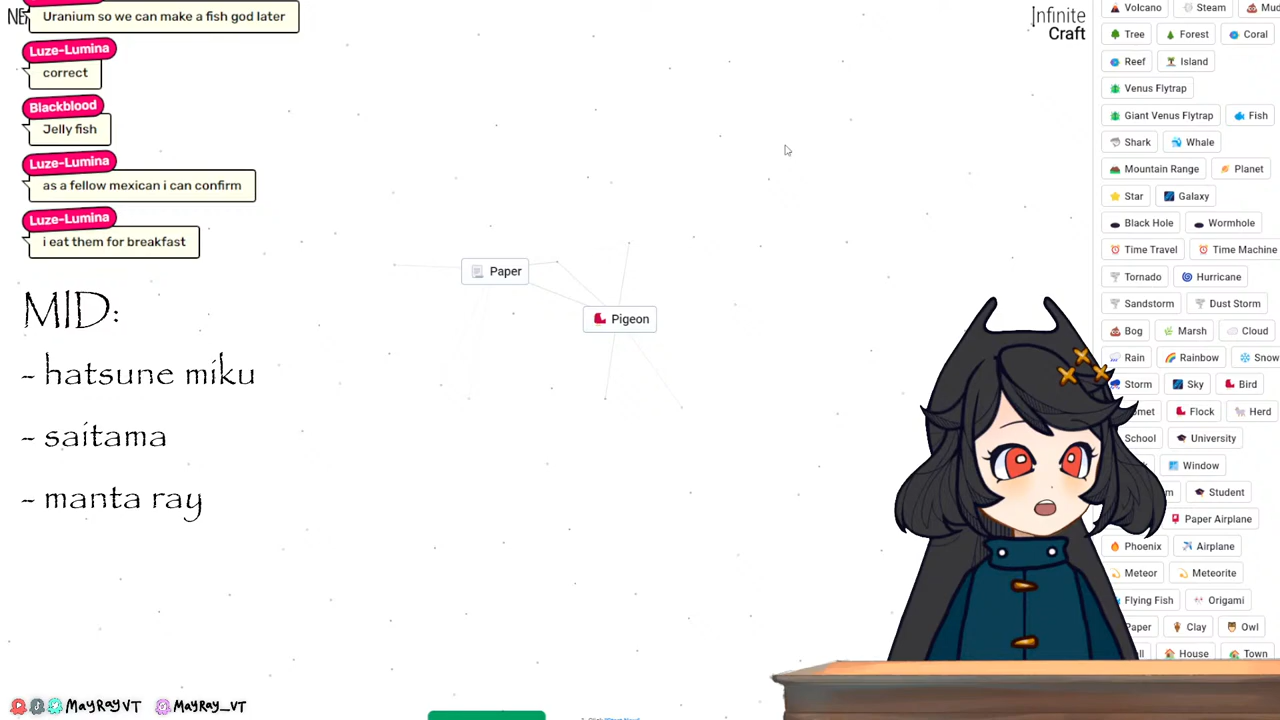 Uranium so we can make a fish god later
Luze-Lumina
correct
Blackblood
Jelly fish
Luze-Lumina
as a fellow mexican i can confirm
Luze-Lumina
i eat them for breakfast
MID:
- hatsune miku
- saitama
- manta ray
MayRayVT
MayRay_VT
Paper
Pigeon
Infinite
Craft
Volcano Steam
Tree Forest Coral
Reef Island
Venus Flytrap
Giant Venus Flytrap Fish
Shark Whale
Mountain Range Planet
Star Galaxy
Black Hole Wormhole
Time Travel Time Machine
Tornado Hurricane
Sandstorm Dust Storm
Bog Marsh Cloud
Rain Rainbow Snow
Storm Sky Bird
Flock Herd
School University
Window
Student
Paper Airplane
Phoenix Airplane
Meteor Meteorite
Flying Fish Origami
Paper Clay Owl
House Town